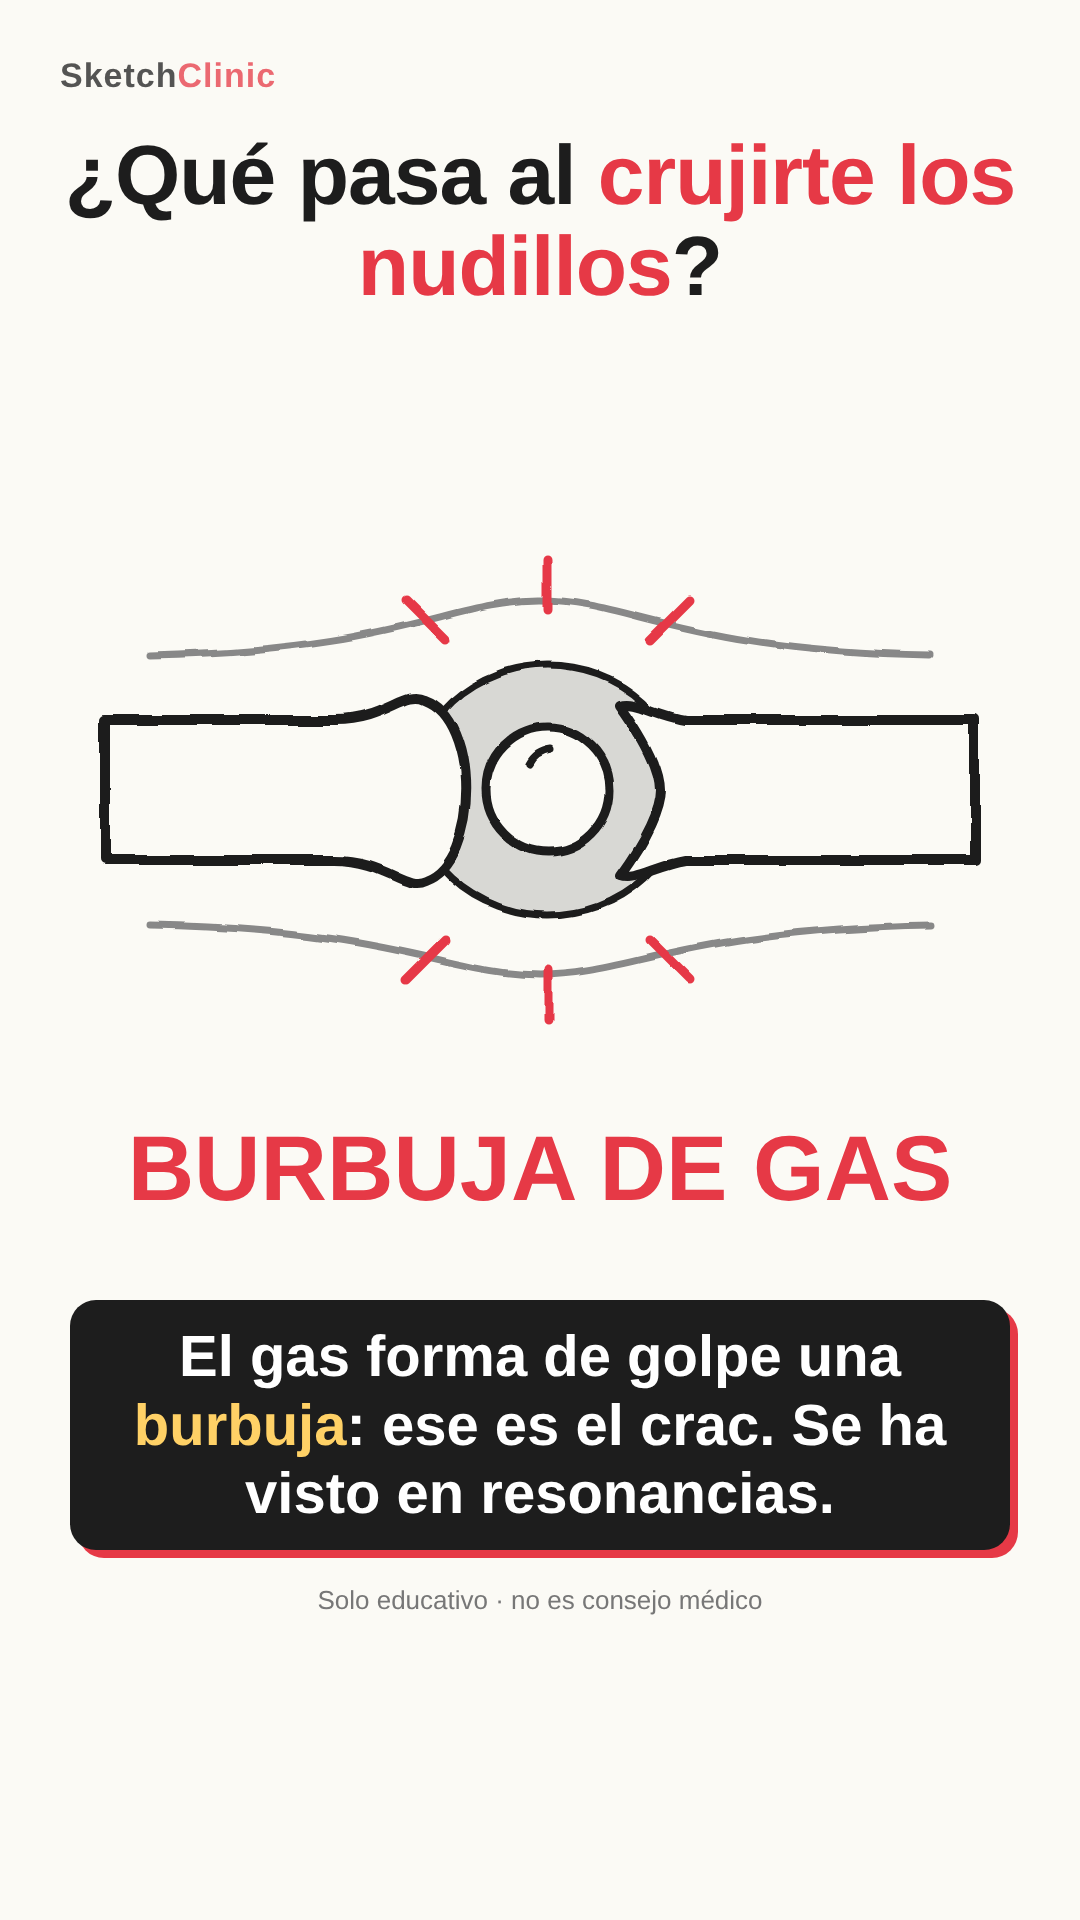 SketchClinic
¿Qué pasa al crujirte los
nudillos?
BURBUJA DE GAS
El gas forma de golpe una
burbuja: ese es el crac. Se ha
visto en resonancias.
Solo educativo · no es consejo médico